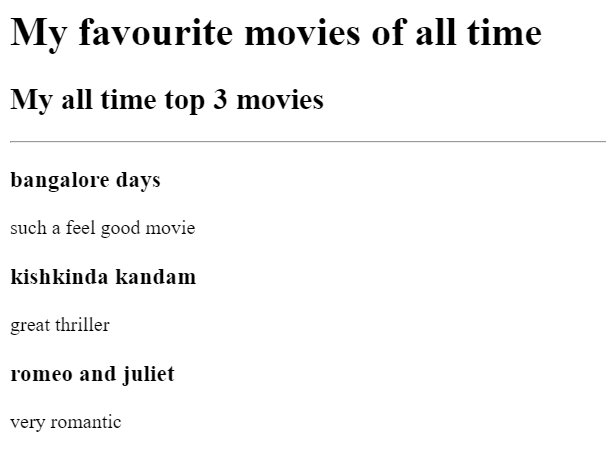 My favourite movies of all time
My all time top 3 movies
bangalore days
such a feel good movie
kishkinda kandam
great thriller
romeo and juliet
very romantic